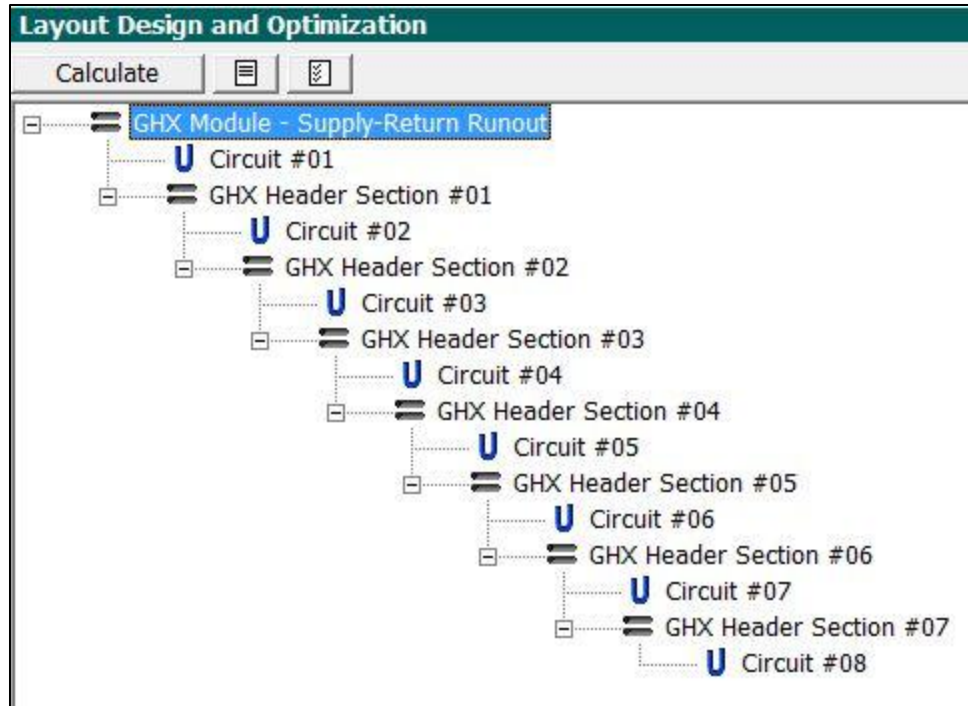 Layout Design and Optimization
Calculate
GHX Module - Supply-Return Runout
Circuit #01
GHX Header Section #01
Circuit #02
GHX Header Section #02
Circuit #03
GHX Header Section #03
Circuit #04
GHX Header Section #04
Circuit #05
GHX Header Section #05
Circuit #06
GHX Header Section #06
Circuit #07
GHX Header Section #07
Circuit #08